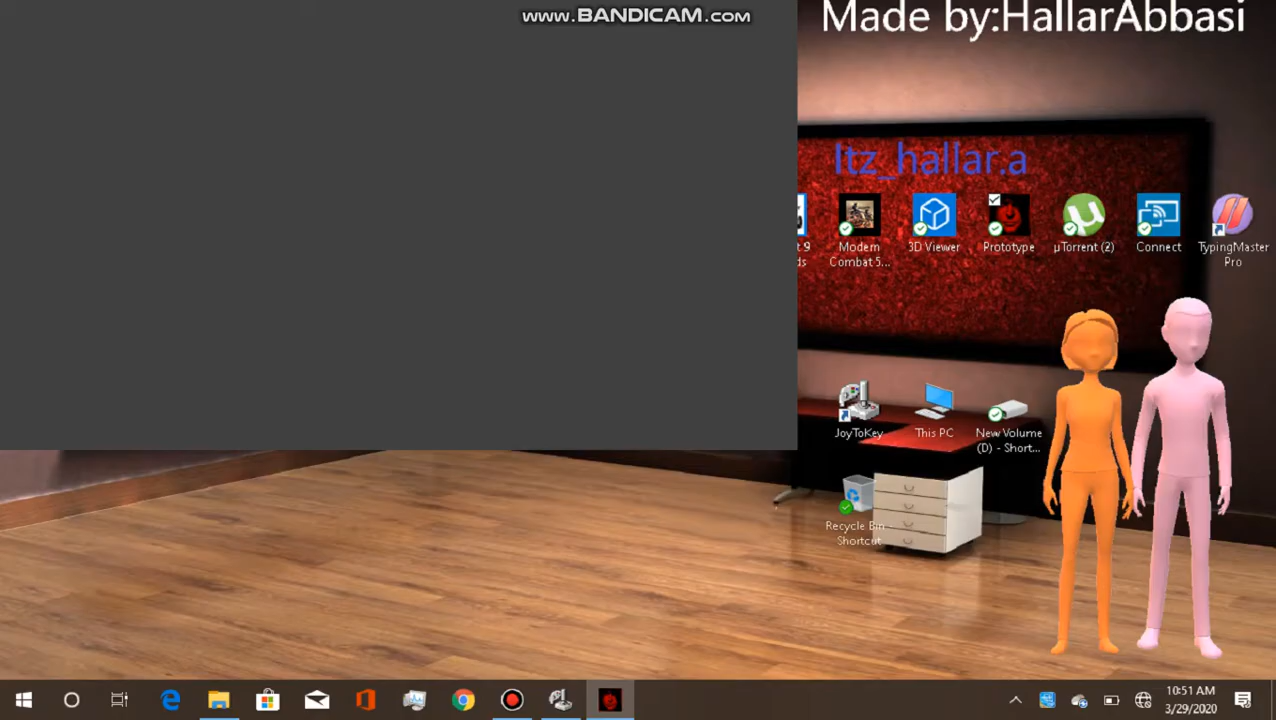 www.BANDICAM.com
Made by:HallarAbbasi
Itz_hallar.a
Modern
Combat 5...
3D Viewer
Prototype
µTorrent (2)
Connect
TypingMaster
Pro
JoyToKey
This PC
New Volume
(D) - Short...
Recycle Bin -
Shortcut
10:51 AM
3/29/2020